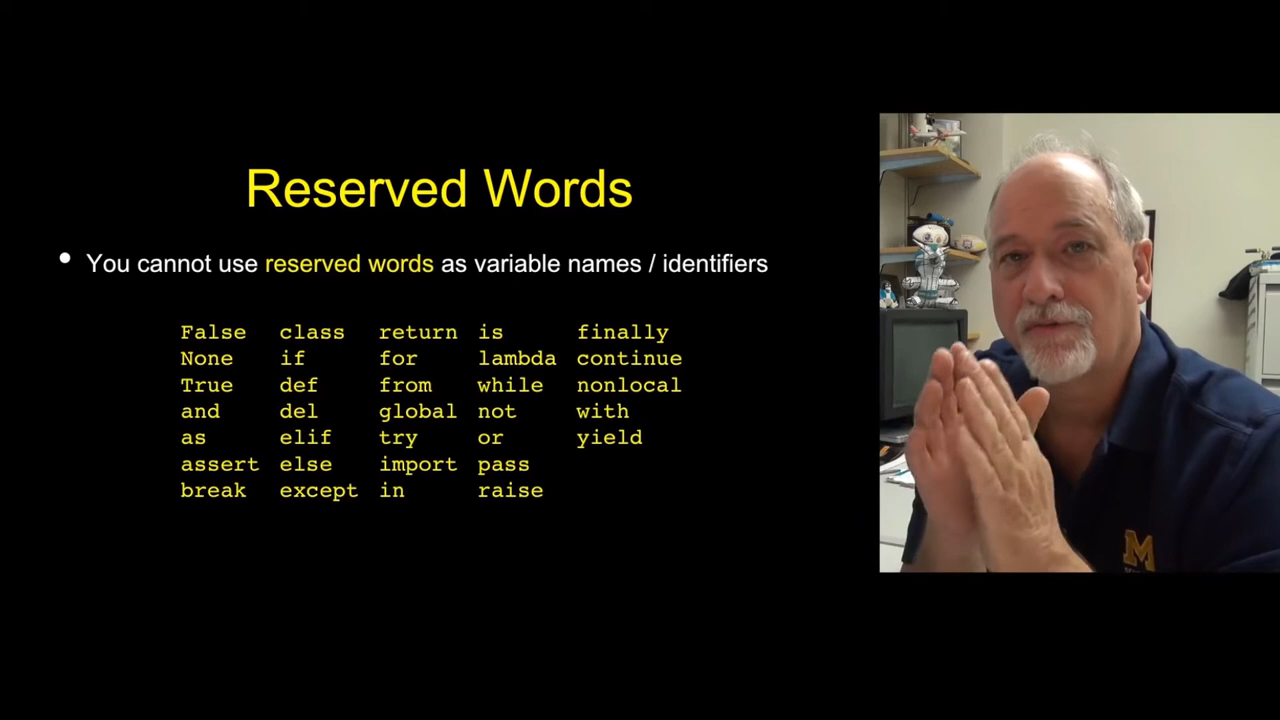 Reserved Words
• You cannot use reserved words as variable names / identifiers
False class return is finally
None if for lambda continue
True def from while nonlocal
and del global not with
as elif try or yield
assert else import pass
break except in raise
M